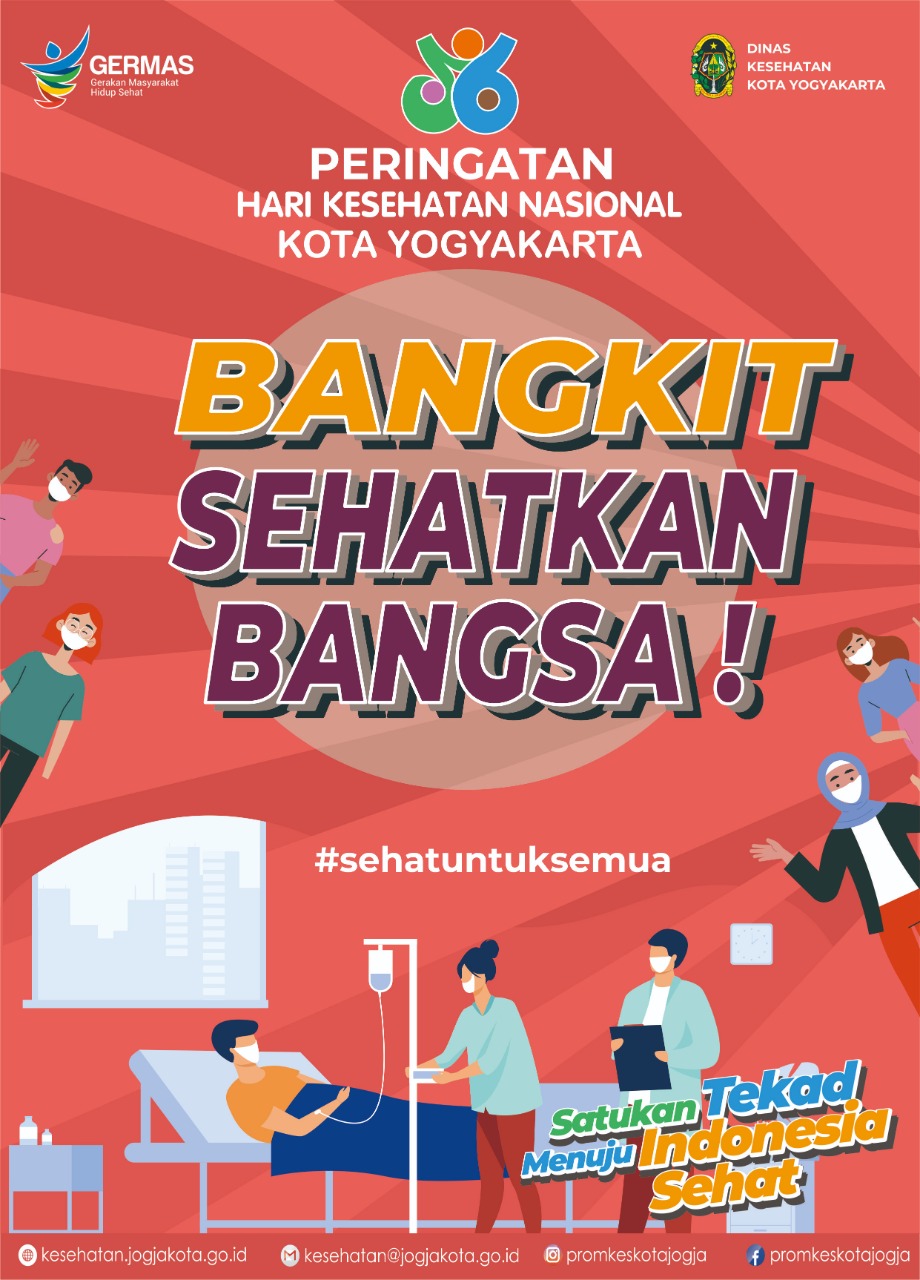 GERMAS
Gerakan Masyarakat
Hidup Sehat
56
DINAS
KESEHATAN
KOTA YOGYAKARTA
PERINGATAN
HARI KESEHATAN NASIONAL
KOTA YOGYAKARTA
BANGKIT
SEHATKAN
BANGSA !
#sehatuntuksemua
Satukan Tekad
Menuju Indonesia
Sehat
kesehatan.jogjakota.go.id
kesehatan@jogjakota.go.id
promkeskotajogja
promkeskotajogja